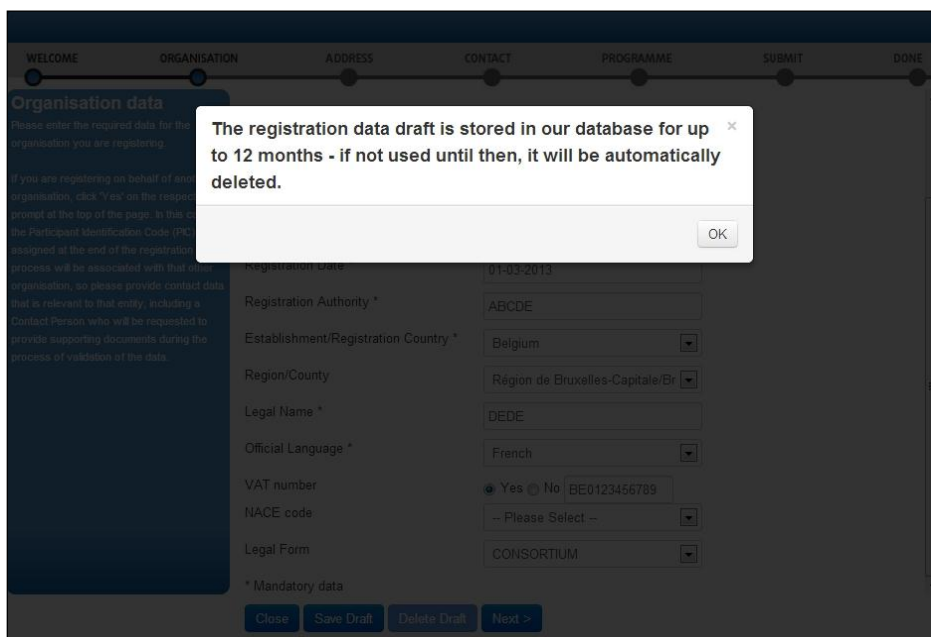 WELCOME ORGANISATION ADDRESS CONTACT PROGRAMME SUBMIT DONE
Organisation data
Please enter the required data for the
organisation you are registering.
If you are registering on behalf of
organisation, click "Yes" on the
prompt at the top of the page. In this
the Participant Identification Code (PIC)
assigned at the end of the registration
process will be associated with that other
organisation, so please provide contact data
that is relevant to that entity, including a
Contact Person who will be requested to
provide supporting documents during the
process of validation of the data.
The registration data draft is stored in our database for up ×
to 12 months - if not used until then, it will be automatically
deleted.
OK
Registration Date 01-03-2013
Registration Authority * ABCDE
Establishment/Registration Country * Belgium
Region/County Région de Bruxelles-Capitale/Br
Legal Name * DEDE
Official Language * French
VAT number Yes No BE0123456789
NACE code -- Please Select --
Legal Form CONSORTIUM
* Mandatory data
Close Save Draft Delete Draft Next >